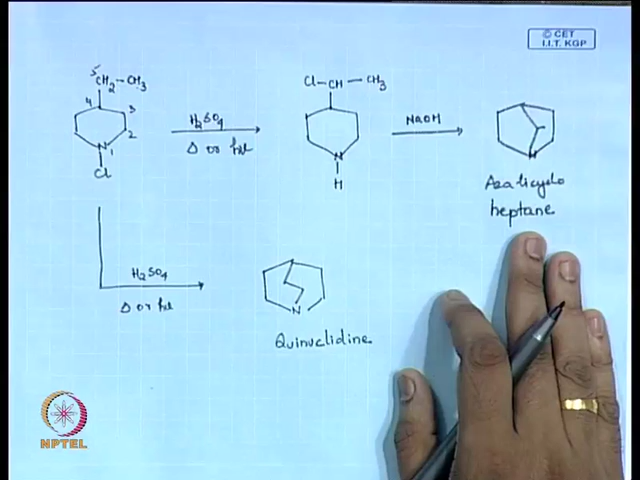 © CET
I.I.T. KGP
5
CH2-CH3
4
3
2
N 1
Cl
H2SO4
Δ or hν
Cl-CH-CH3
N
H
NaOH
N
Azabicyclo
heptane
H2SO4
Δ or hν
N
Quinuclidine
NPTEL